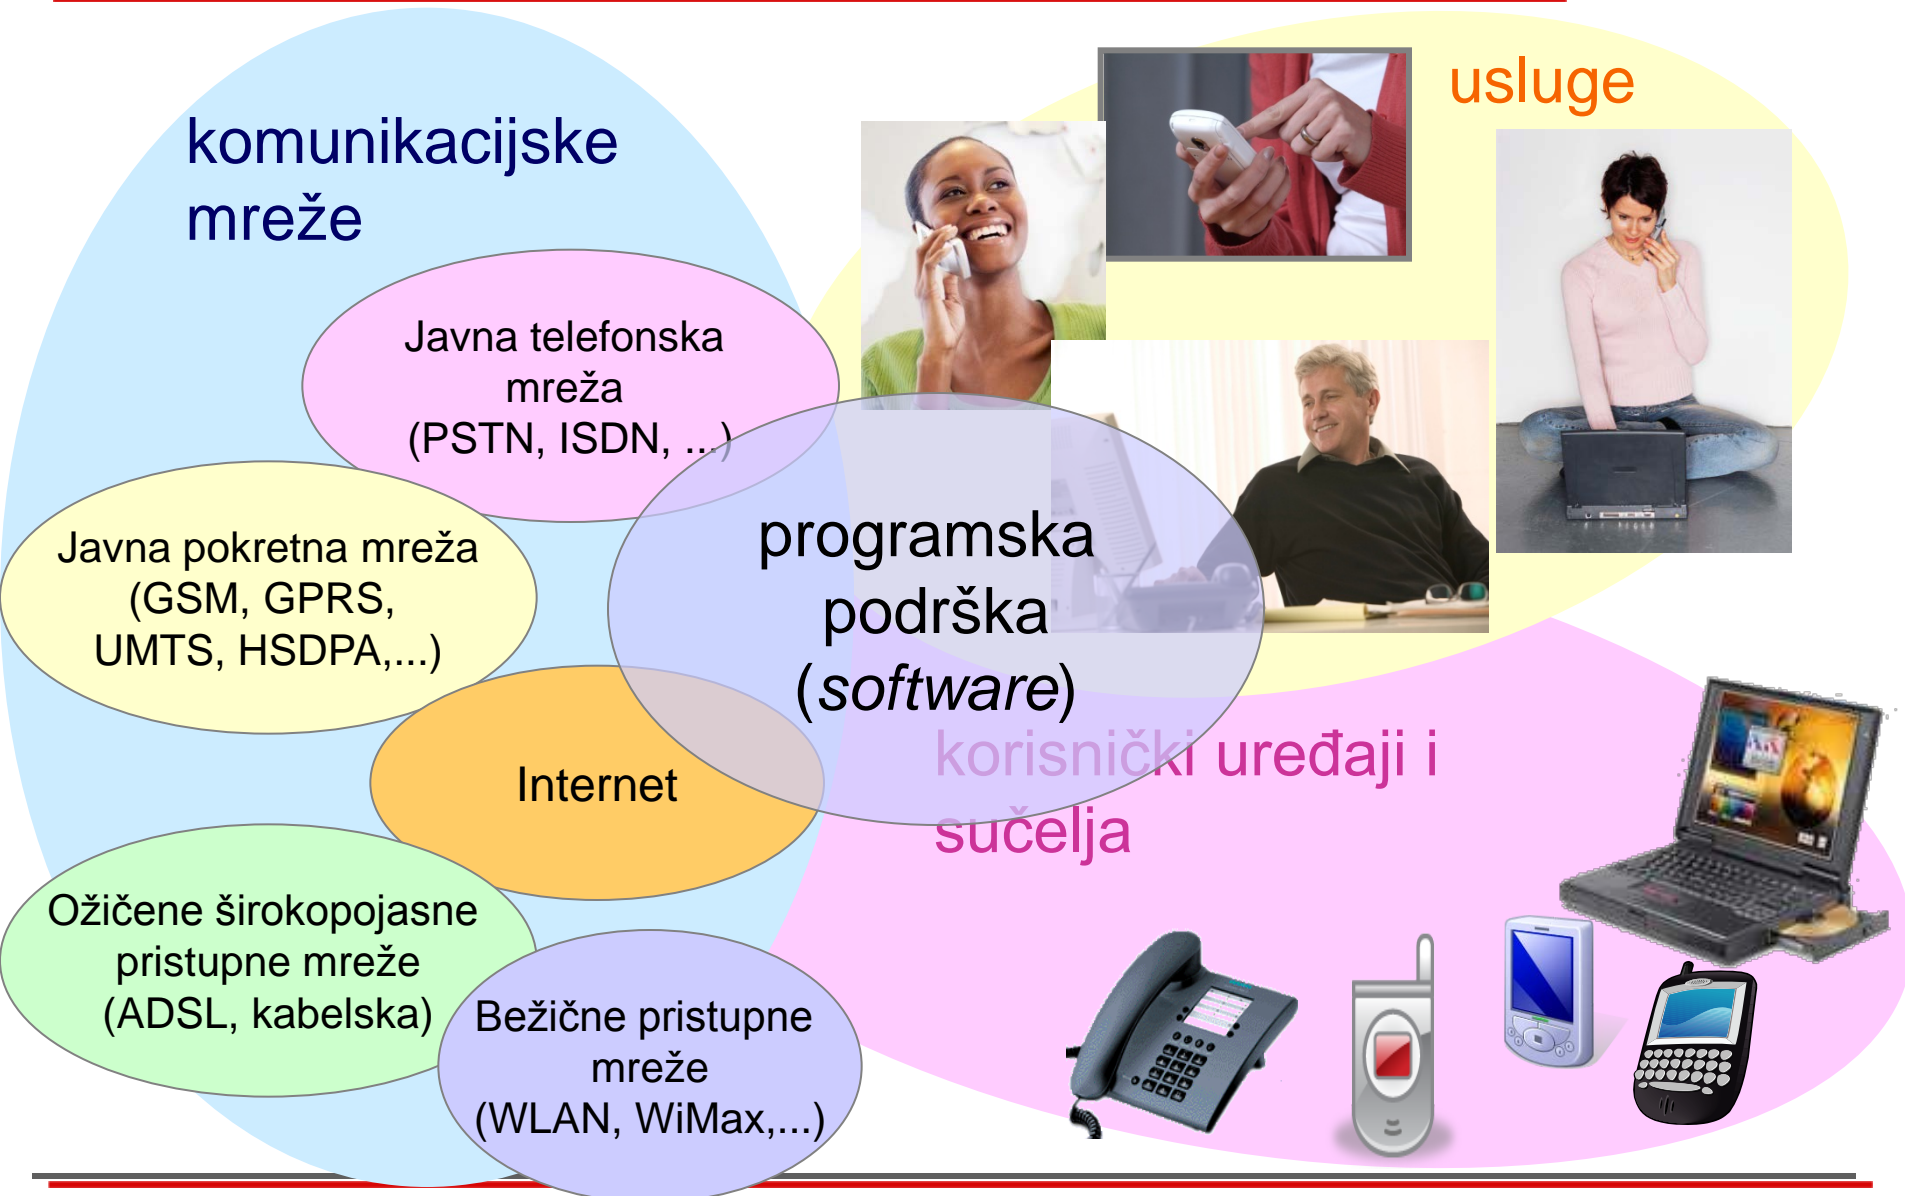 komunikacijske
mreže
usluge
Javna telefonska
mreža
(PSTN, ISDN, ...)
Javna pokretna mreža
(GSM, GPRS,
UMTS, HSDPA,...)
programska
podrška
(software)
Internet
korisnički uređaji i
sučelja
Ožičene širokopojasne
pristupne mreže
(ADSL, kabelska)
Bežične pristupne
mreže
(WLAN, WiMax,...)